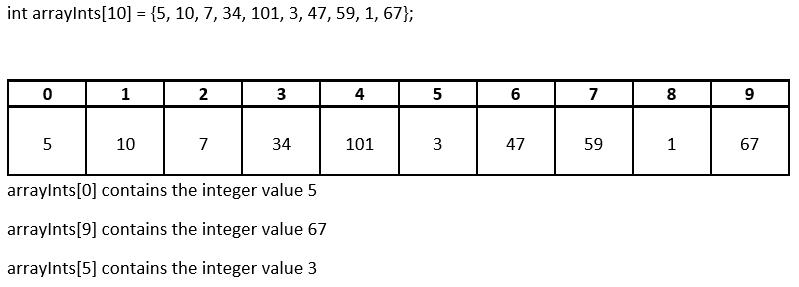 int arrayInts[10] = {5, 10, 7, 34, 101, 3, 47, 59, 1, 67};
0 1 2 3 4 5 6 7 8 9
5 10 7 34 101 3 47 59 1 67
arrayInts[0] contains the integer value 5
arrayInts[9] contains the integer value 67
arrayInts[5] contains the integer value 3